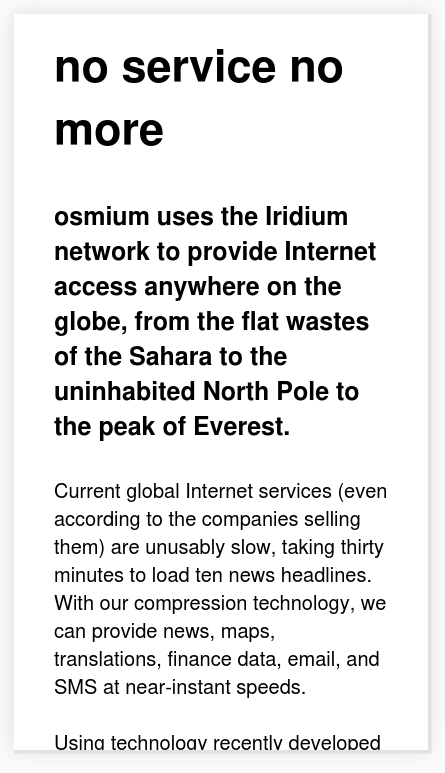 no service no
more
osmium uses the Iridium
network to provide Internet
access anywhere on the
globe, from the flat wastes
of the Sahara to the
uninhabited North Pole to
the peak of Everest.
Current global Internet services (even
according to the companies selling
them) are unusably slow, taking thirty
minutes to load ten news headlines.
With our compression technology, we
can provide news, maps,
translations, finance data, email, and
SMS at near-instant speeds.
Using technology recently developed